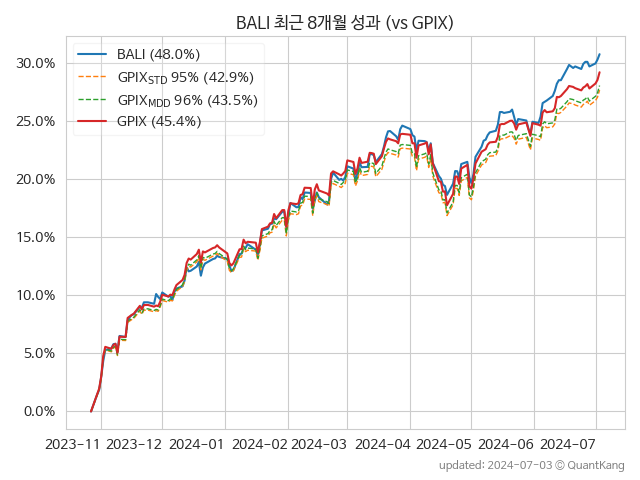 BALI 최근 8개월 성과 (vs GPIX)
BALI (48.0%)
GPIX_STD 95% (42.9%)
GPIX_MDD 96% (43.5%)
GPIX (45.4%)
30.0%
25.0%
20.0%
15.0%
10.0%
5.0%
0.0%
2023-11 2023-12 2024-01 2024-02 2024-03 2024-04 2024-05 2024-06 2024-07
updated: 2024-07-03 © QuantKang